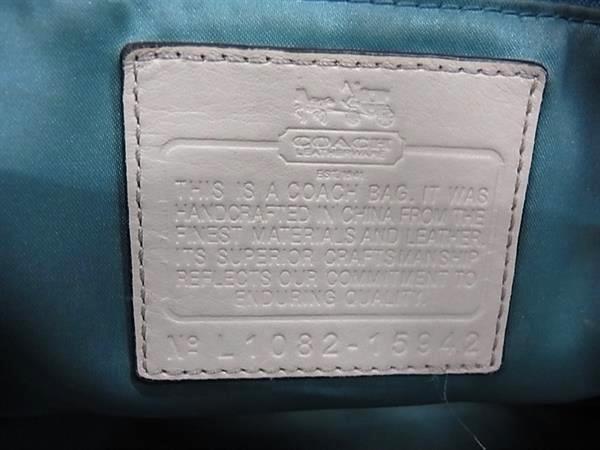 COACH
LEATHERWARE
EST. 1941
THIS IS A COACH BAG. IT WAS
HANDCRAFTED IN CHINA FROM THE
FINEST MATERIALS AND LEATHER.
ITS SUPERIOR CRAFTSMANSHIP
REFLECTS OUR COMMITMENT TO
ENDURING QUALITY.
Nº L1082-15942